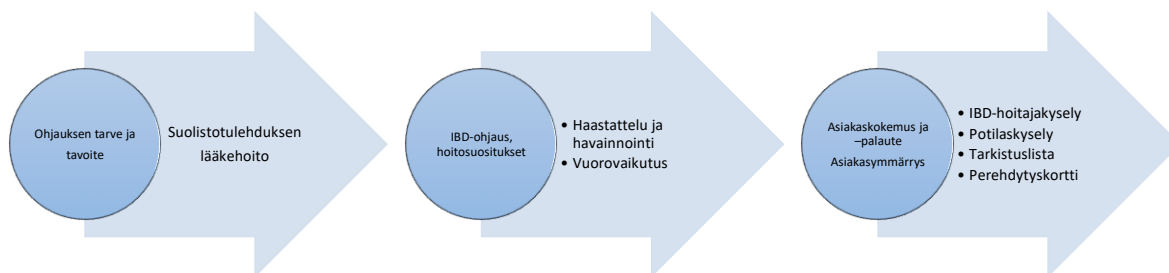 Ohjauksen tarve ja
tavoite
Suolistotulehduksen
lääkehoito
IBD-ohjaus,
hoitosuositukset
• Haastattelu ja
havainnointi
• Vuorovaikutus
Asiakaskokemus ja
–palaute
Asiakasymmärrys
• IBD-hoitajakysely
• Potilaskysely
• Tarkistuslista
• Perehdytyskortti